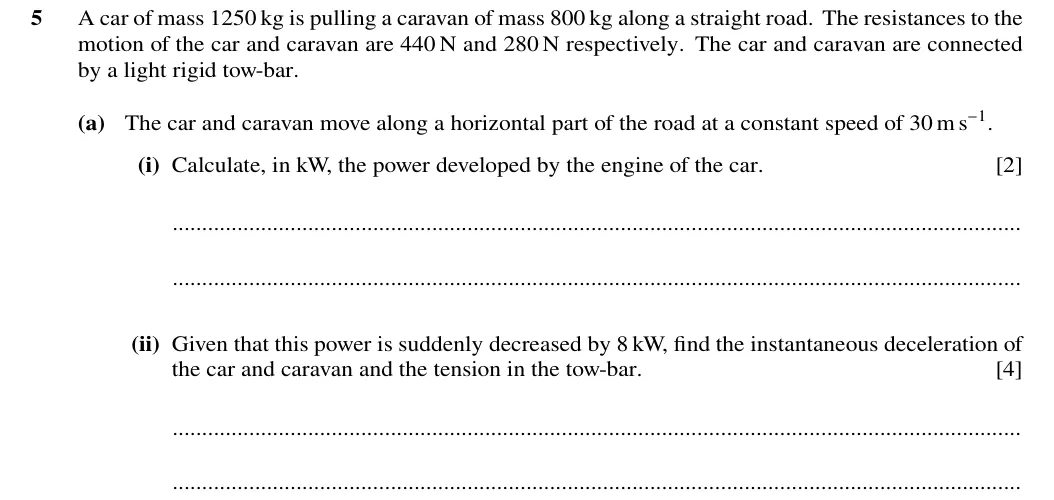 5 A car of mass 1250 kg is pulling a caravan of mass 800 kg along a straight road. The resistances to the
motion of the car and caravan are 440 N and 280 N respectively. The car and caravan are connected
by a light rigid tow-bar.
(a) The car and caravan move along a horizontal part of the road at a constant speed of 30 m s⁻¹.
(i) Calculate, in kW, the power developed by the engine of the car. [2]
(ii) Given that this power is suddenly decreased by 8 kW, find the instantaneous deceleration of
the car and caravan and the tension in the tow-bar. [4]